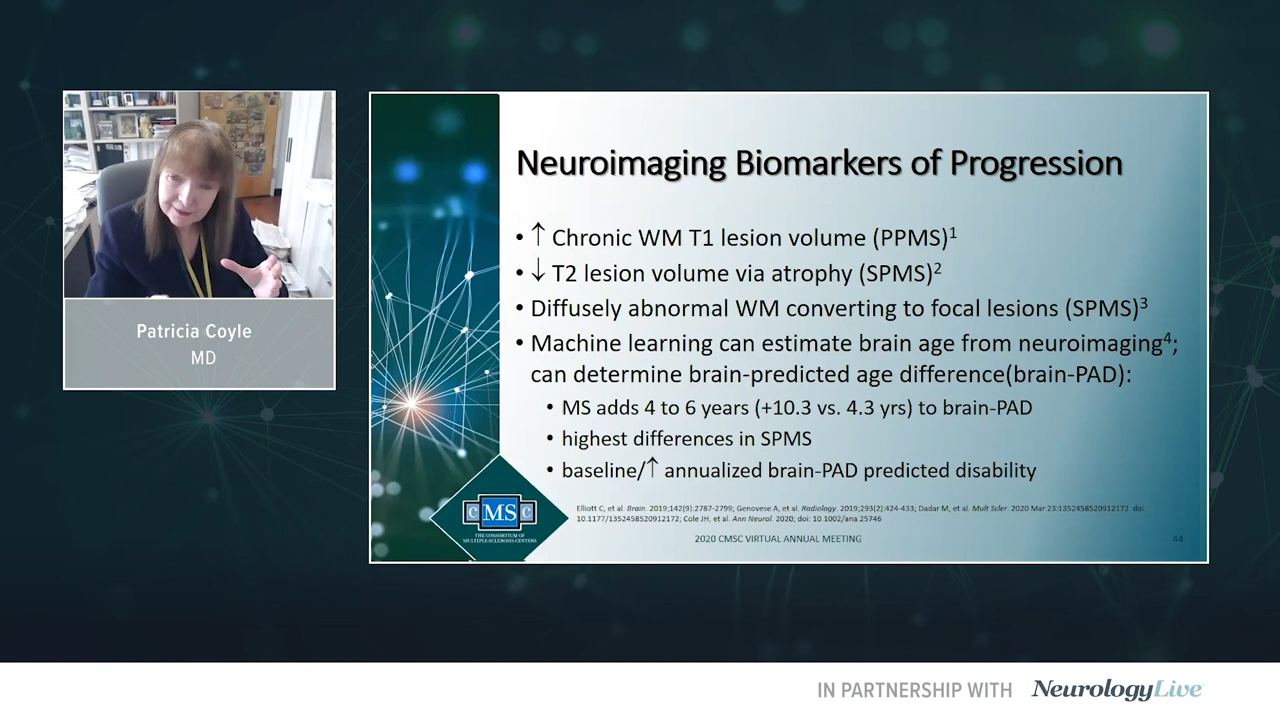 Patricia Coyle
MD
Neuroimaging Biomarkers of Progression
• ↑ Chronic WM T1 lesion volume (PPMS)1
• ↓ T2 lesion volume via atrophy (SPMS)2
• Diffusely abnormal WM converting to focal lesions (SPMS)3
• Machine learning can estimate brain age from neuroimaging4;
can determine brain-predicted age difference(brain-PAD):
• MS adds 4 to 6 years (+10.3 vs. 4.3 yrs) to brain-PAD
• highest differences in SPMS
• baseline/↑ annualized brain-PAD predicted disability
Elliott C, et al. Brain. 2019;142(9):2787-2799; Genovese A, et al. Radiology. 2019;293(2):424-433; Dadar M, et al. Mult Scler. 2020 Mar 23:1352458520912172. doi:
10.1177/1352458520912172; Cole JH, et al. Ann Neurol. 2020; doi: 10.1002/ana.25746
CMSC
THE CONSORTIUM OF
MULTIPLE SCLEROSIS CENTERS
2020 CMSC VIRTUAL ANNUAL MEETING
44
IN PARTNERSHIP WITH NeurologyLive